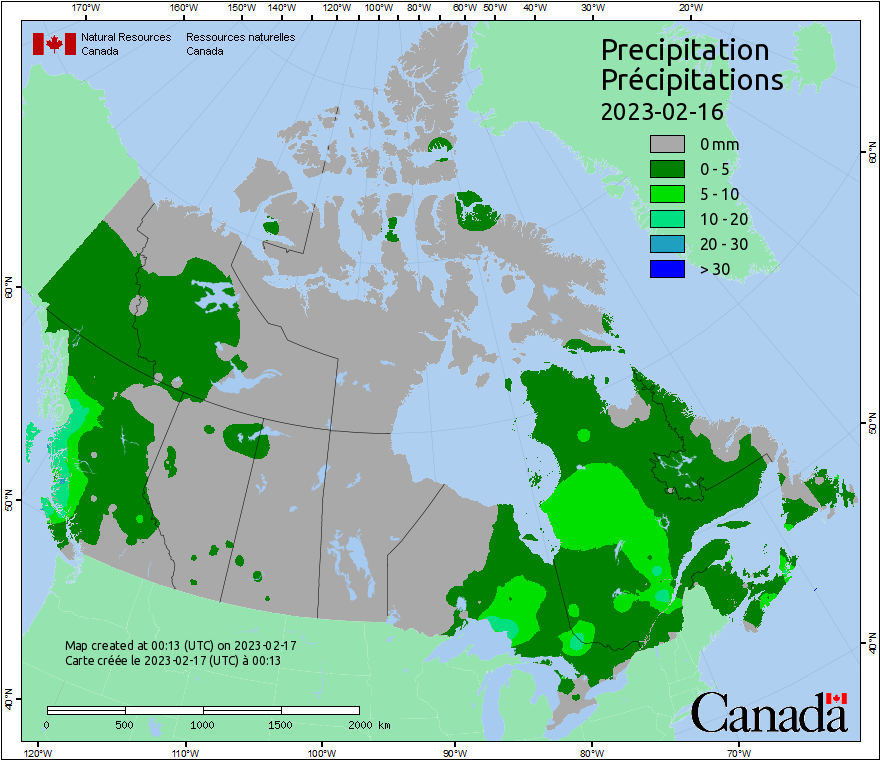 170°W 160°W 150°W 140°W 120°W 100°W 80°W 60°W 50°W 40°W 30°W 20°W
Natural Resources Ressources naturelles
Canada Canada
Precipitation
Précipitations
2023-02-16
0 mm
0 - 5
5 - 10
10 - 20
20 - 30
> 30
60°N
60°N
50°N
50°N
40°N
40°N
Map created at 00:13 (UTC) on 2023-02-17
Carte créée le 2023-02-17 (UTC) à 00:13
0 500 1000 1500 2000 km
Canada
120°W 110°W 100°W 90°W 80°W 70°W